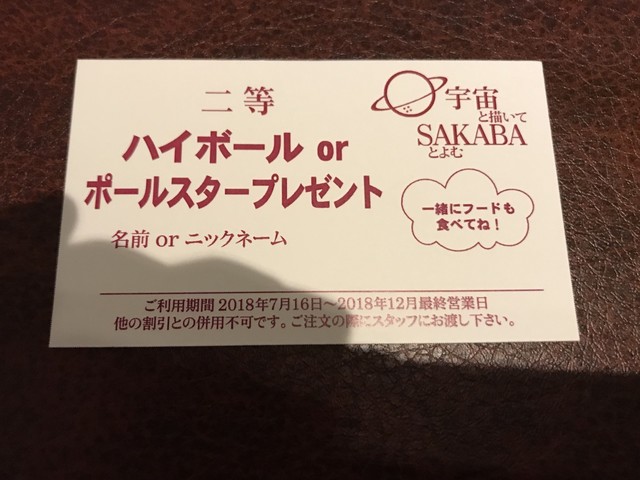 二等
ハイボール or
ポールスタープレゼント
名前 or ニックネーム
宇宙
と描いて
SAKABA
とよむ
一緒にフードも
食べてね！
ご利用期間 2018年7月16日～2018年12月最終営業日
他の割引との併用不可です。ご注文の際にスタッフにお渡し下さい。